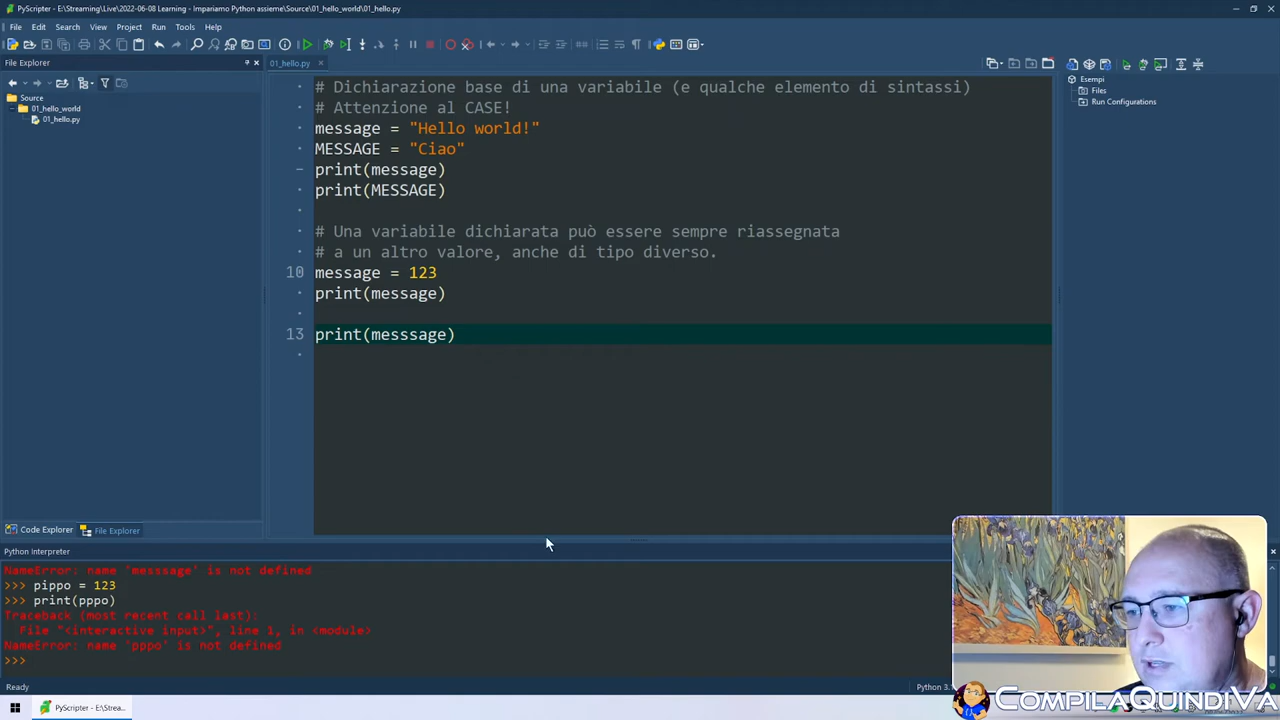 PyScripter - E:\Streaming\Live\2022-06-08 Learning - Impariamo Python assieme\Source\01_hello_world\01_hello.py
File Edit Search View Project Run Tools Help
File Explorer
01_hello.py
Source
01_hello_world
01_hello.py
# Dichiarazione base di una variabile (e qualche elemento di sintassi)
# Attenzione al CASE!
message = "Hello world!"
MESSAGE = "Ciao"
print(message)
print(MESSAGE)
# Una variabile dichiarata può essere sempre riassegnata
# a un altro valore, anche di tipo diverso.
10 message = 123
print(message)
13 print(messsage)
Esempi
Files
Run Configurations
Code Explorer File Explorer
Python Interpreter
NameError: name 'messsage' is not defined
>>> pippo = 123
>>> print(pppo)
Traceback (most recent call last):
File "<interactive input>", line 1, in <module>
NameError: name 'pppo' is not defined
>>>
Ready
Python 3.
PyScripter - E:\Strea...
COMPILAQUINDIVA